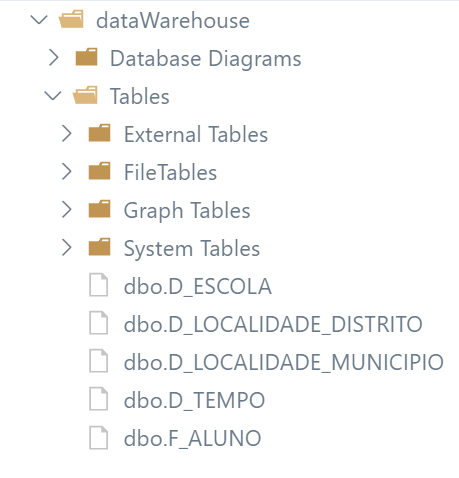 dataWarehouse
Database Diagrams
Tables
External Tables
FileTables
Graph Tables
System Tables
dbo.D_ESCOLA
dbo.D_LOCALIDADE_DISTRITO
dbo.D_LOCALIDADE_MUNICIPIO
dbo.D_TEMPO
dbo.F_ALUNO